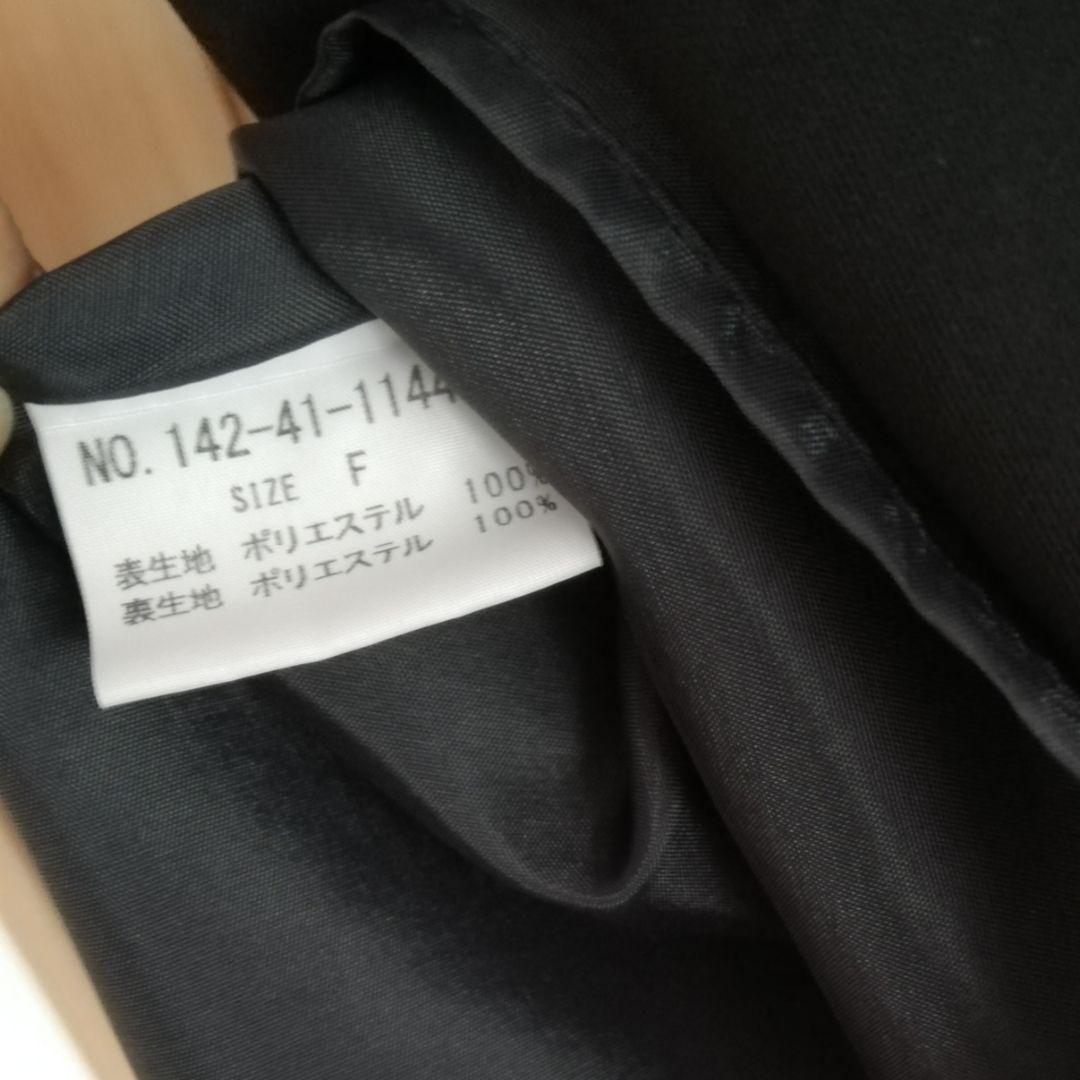 NO. 142-41-1144
SIZE F
表生地 ポリエステル 100%
裏生地 ポリエステル 100%